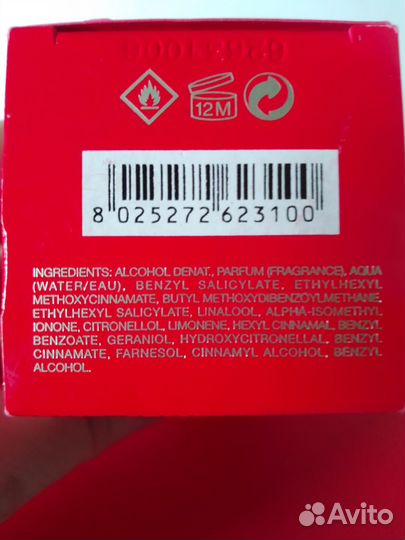 12M
8 025272 623100
INGREDIENTS: ALCOHOL DENAT., PARFUM (FRAGRANCE), AQUA
(WATER/EAU), BENZYL SALICYLATE, ETHYLHEXYL
METHOXYCINNAMATE, BUTYL METHOXYDIBENZOYLMETHANE,
ETHYLHEXYL SALICYLATE, LINALOOL, ALPHA-ISOMETHYL
IONONE, CITRONELLOL, LIMONENE, HEXYL CINNAMAL, BENZYL
BENZOATE, GERANIOL, HYDROXYCITRONELLAL, BENZYL
CINNAMATE, FARNESOL, CINNAMYL ALCOHOL, BENZYL
ALCOHOL.
Avito